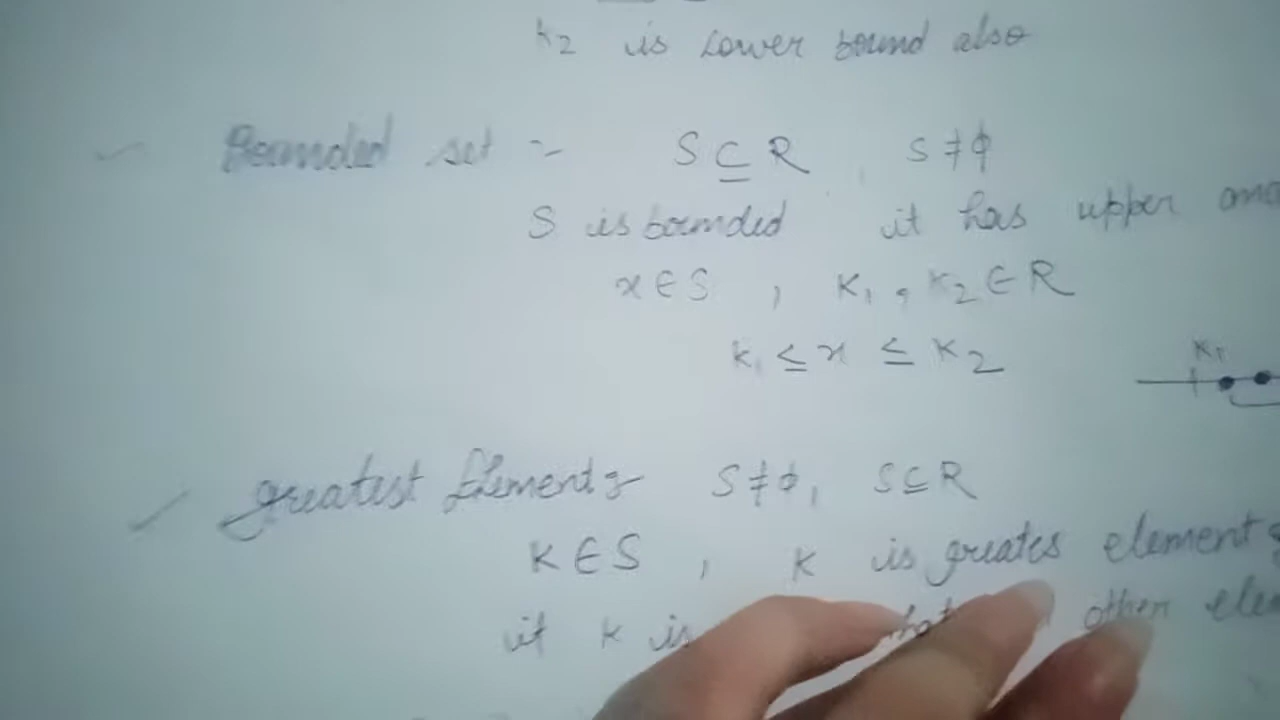 k2 is Lower bound also
Bounded set :- S ⊆ R , S ≠ ϕ
S is bounded it has upper
x ∈ S , K1 , K2 ∈ R
k1 ≤ x ≤ K2
K1
greatest Element :- S ≠ ϕ, S ⊆ R
K ∈ S , K is greates element
if K is other